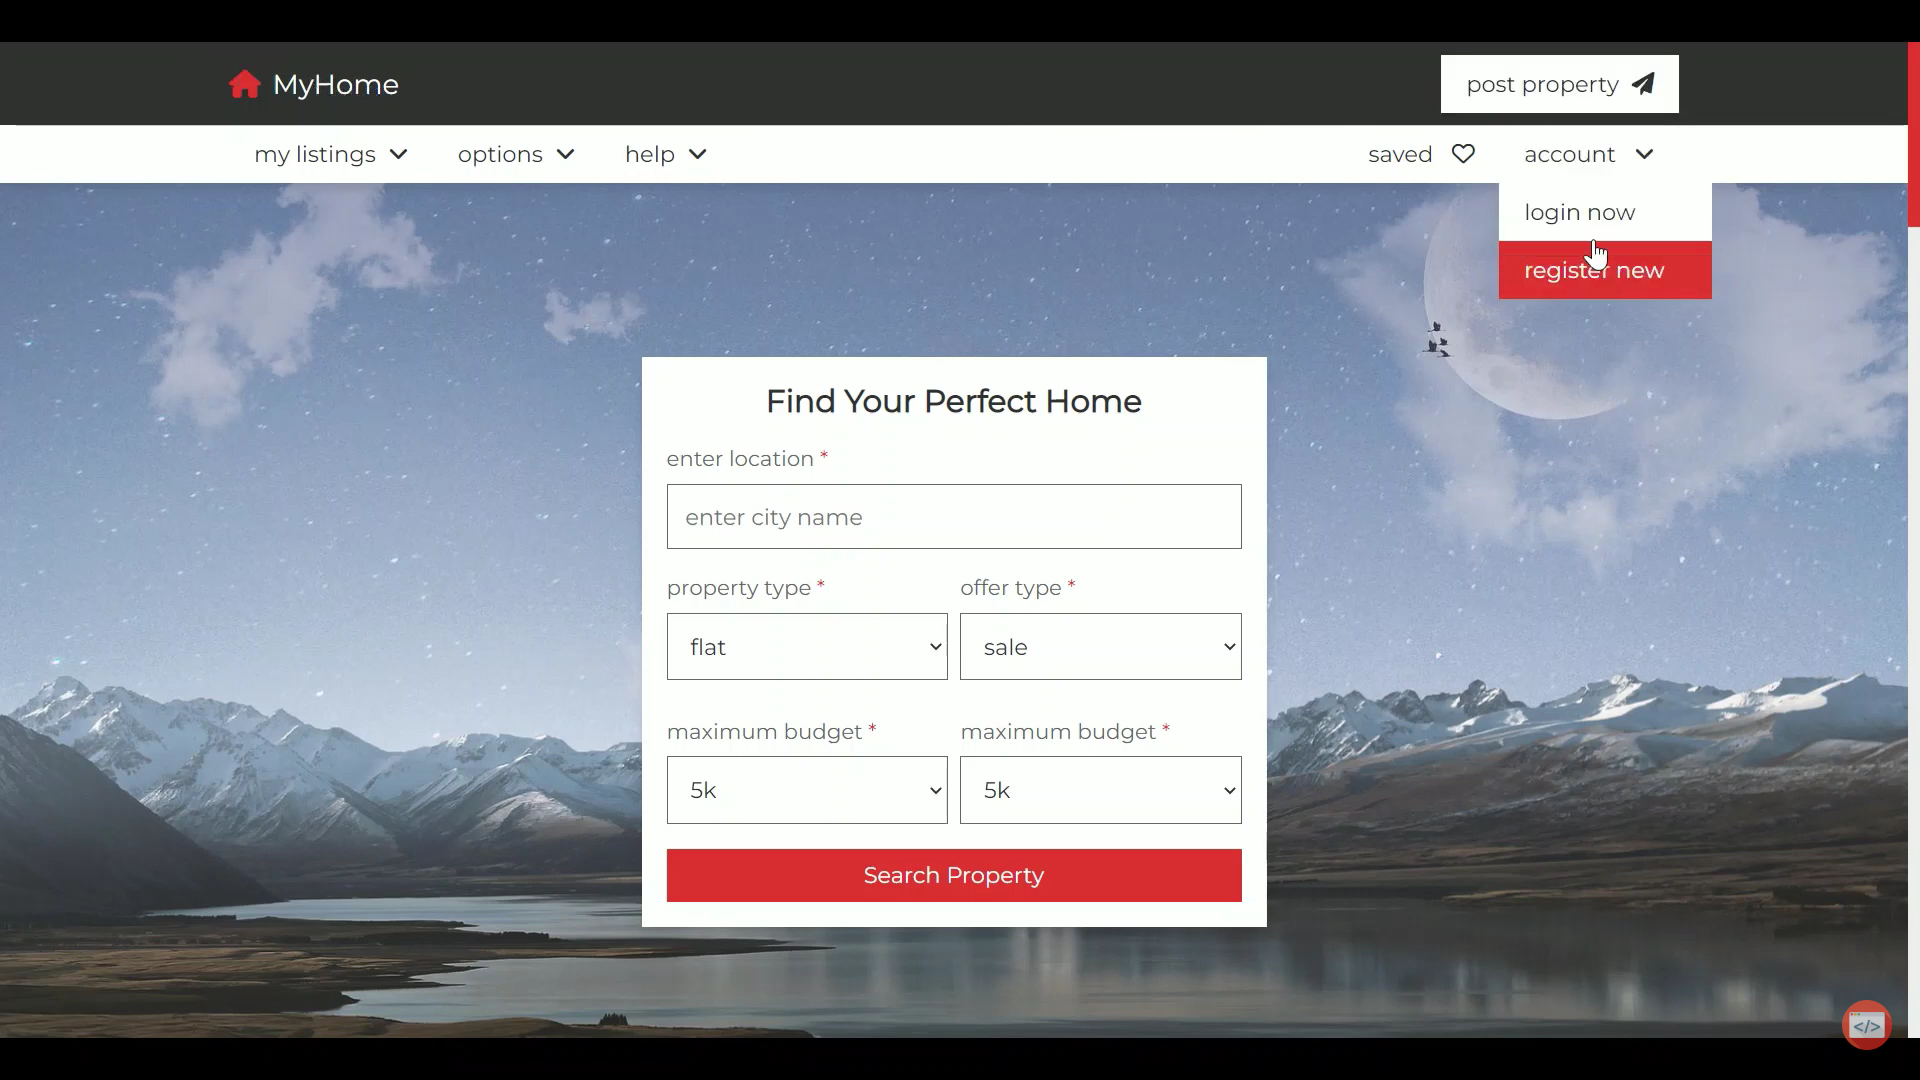 MyHome
post property
my listings
options
help
saved
account
login now
register new
Find Your Perfect Home
enter location *
enter city name
property type *
offer type *
flat
sale
maximum budget *
maximum budget *
5k
5k
Search Property
</>